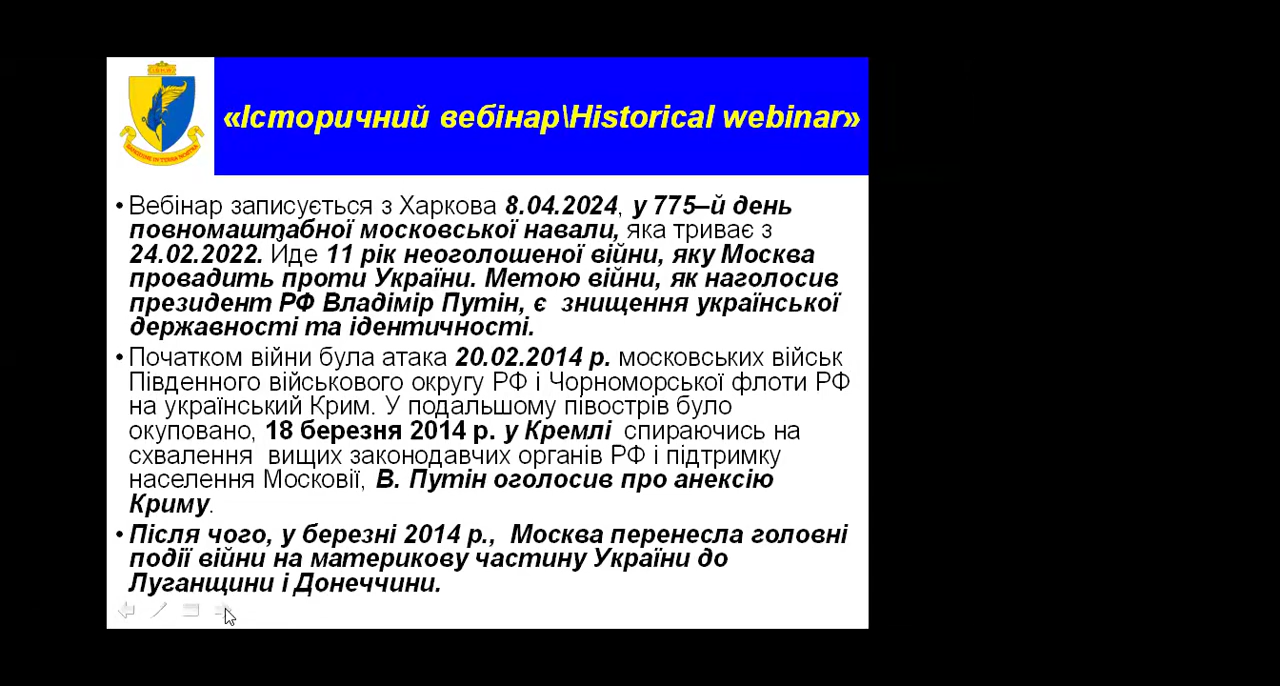 «Історичний вебінар\Historical webinar»
• Вебінар записується з Харкова 8.04.2024, у 775–й день
повномаштабної московської навали, яка триває з
24.02.2022. Йде 11 рік неоголошеної війни, яку Москва
провадить проти України. Метою війни, як наголосив
президент РФ Владімір Путін, є знищення української
державності та ідентичності.
• Початком війни була атака 20.02.2014 р. московських військ
Південного військового округу РФ і Чорноморської флоти РФ
на український Крим. У подальшому півострів було
окуповано, 18 березня 2014 р. у Кремлі спираючись на
схвалення вищих законодавчих органів РФ і підтримку
населення Московії, В. Путін оголосив про анексію
Криму.
• Після чого, у березні 2014 р., Москва перенесла головні
події війни на материкову частину України до
Луганщини і Донеччини.